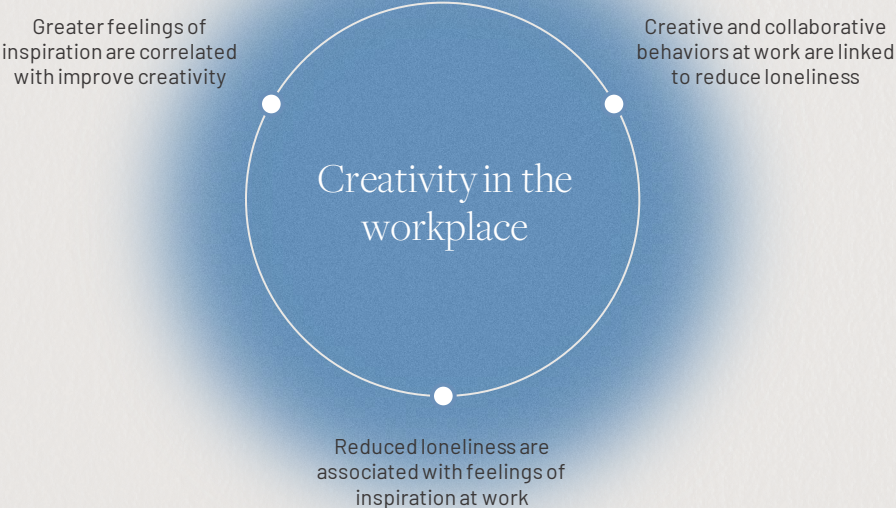 Greater feelings of
inspiration are correlated
with improve creativity
Creative and collaborative
behaviors at work are linked
to reduce loneliness
Creativity in the
workplace
Reduced loneliness are
associated with feelings of
inspiration at work